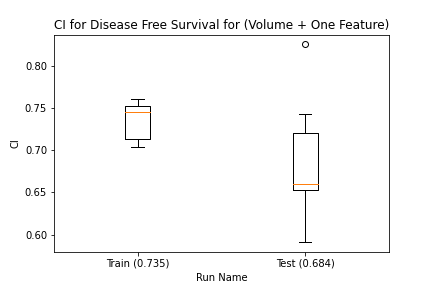 CI for Disease Free Survival for (Volume + One Feature)
CI
0.80
0.75
0.70
0.65
0.60
Train (0.735)
Test (0.684)
Run Name